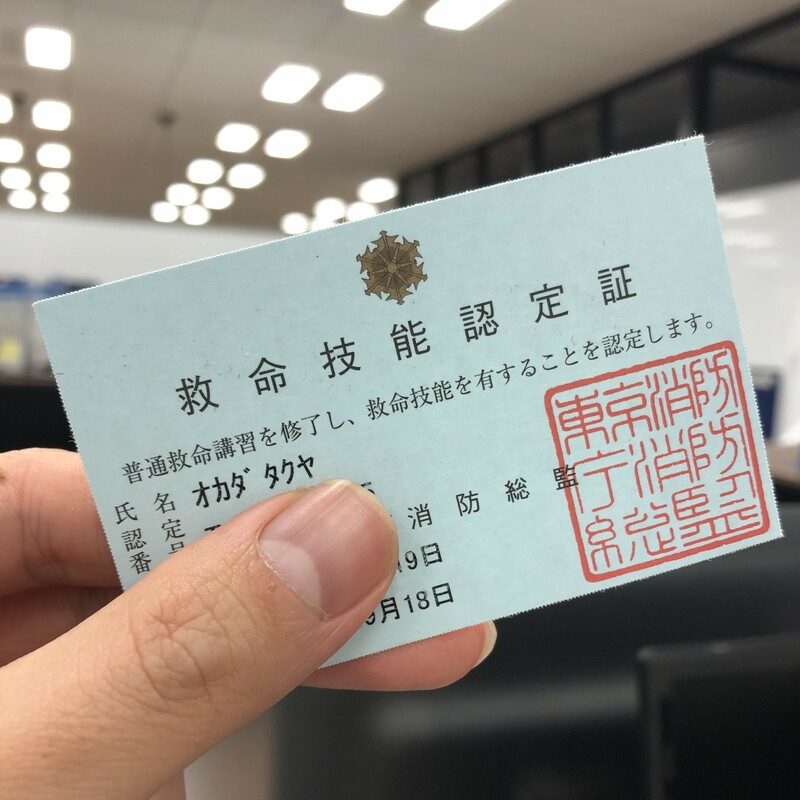 救命技能認定証
普通救命講習を修了し、救命技能を有することを認定します。
氏名 オカダ タクヤ
認定
番号
消防総監
19日
9月18日
東京消防
庁消防
総監